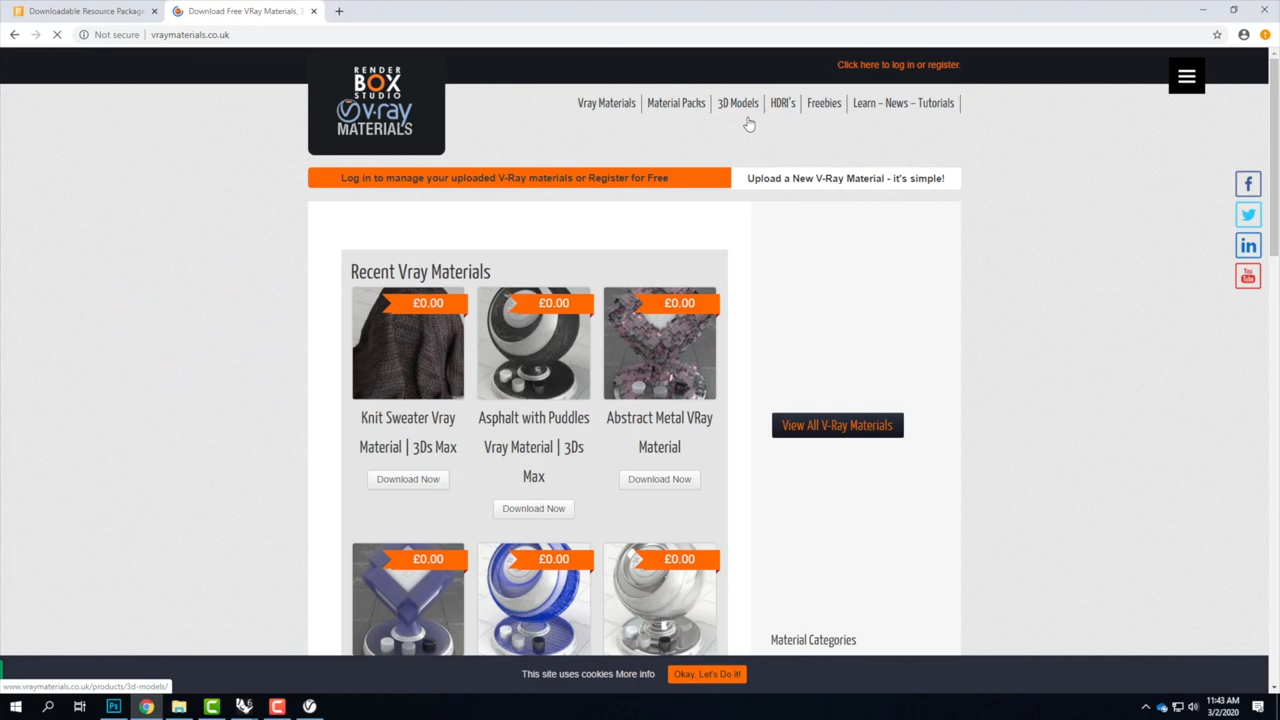 Downloadable Resource Package
Download Free VRay Materials, 3
Not secure
vraymaterials.co.uk
Click here to log in or register.
RENDER
BOX
STUDIO
v·ray
MATERIALS
Vray Materials
Material Packs
3D Models
HDRI's
Freebies
Learn – News – Tutorials
Log in to manage your uploaded V-Ray materials or Register for Free
Upload a New V-Ray Material - it's simple!
Recent Vray Materials
£0.00
£0.00
£0.00
Knit Sweater Vray
Material | 3Ds Max
Download Now
Asphalt with Puddles
Vray Material | 3Ds
Max
Download Now
Abstract Metal VRay
Material
Download Now
View All V-Ray Materials
£0.00
£0.00
£0.00
Material Categories
You
Tube
This site uses cookies More info
Okay, Let's Do it!
www.vraymaterials.co.uk/products/3d-models/
Ps
11:43 AM
3/2/2020